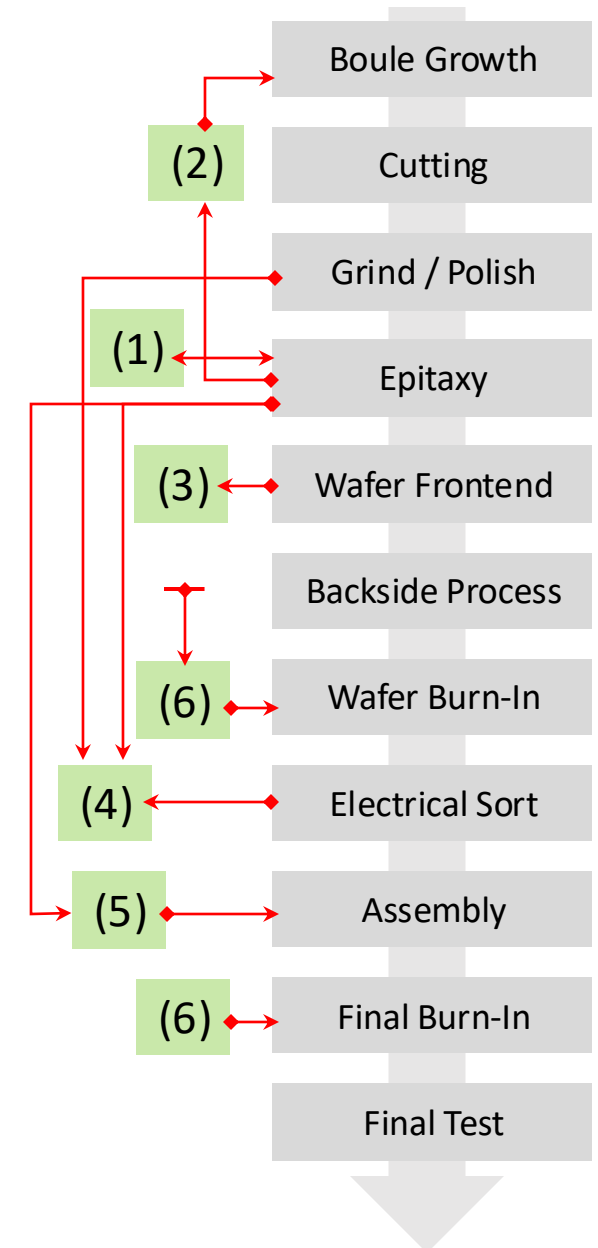 Boule Growth
(2)
Cutting
Grind / Polish
(1)
Epitaxy
(3)
Wafer Frontend
Backside Process
(6)
Wafer Burn-In
(4)
Electrical Sort
(5)
Assembly
(6)
Final Burn-In
Final Test